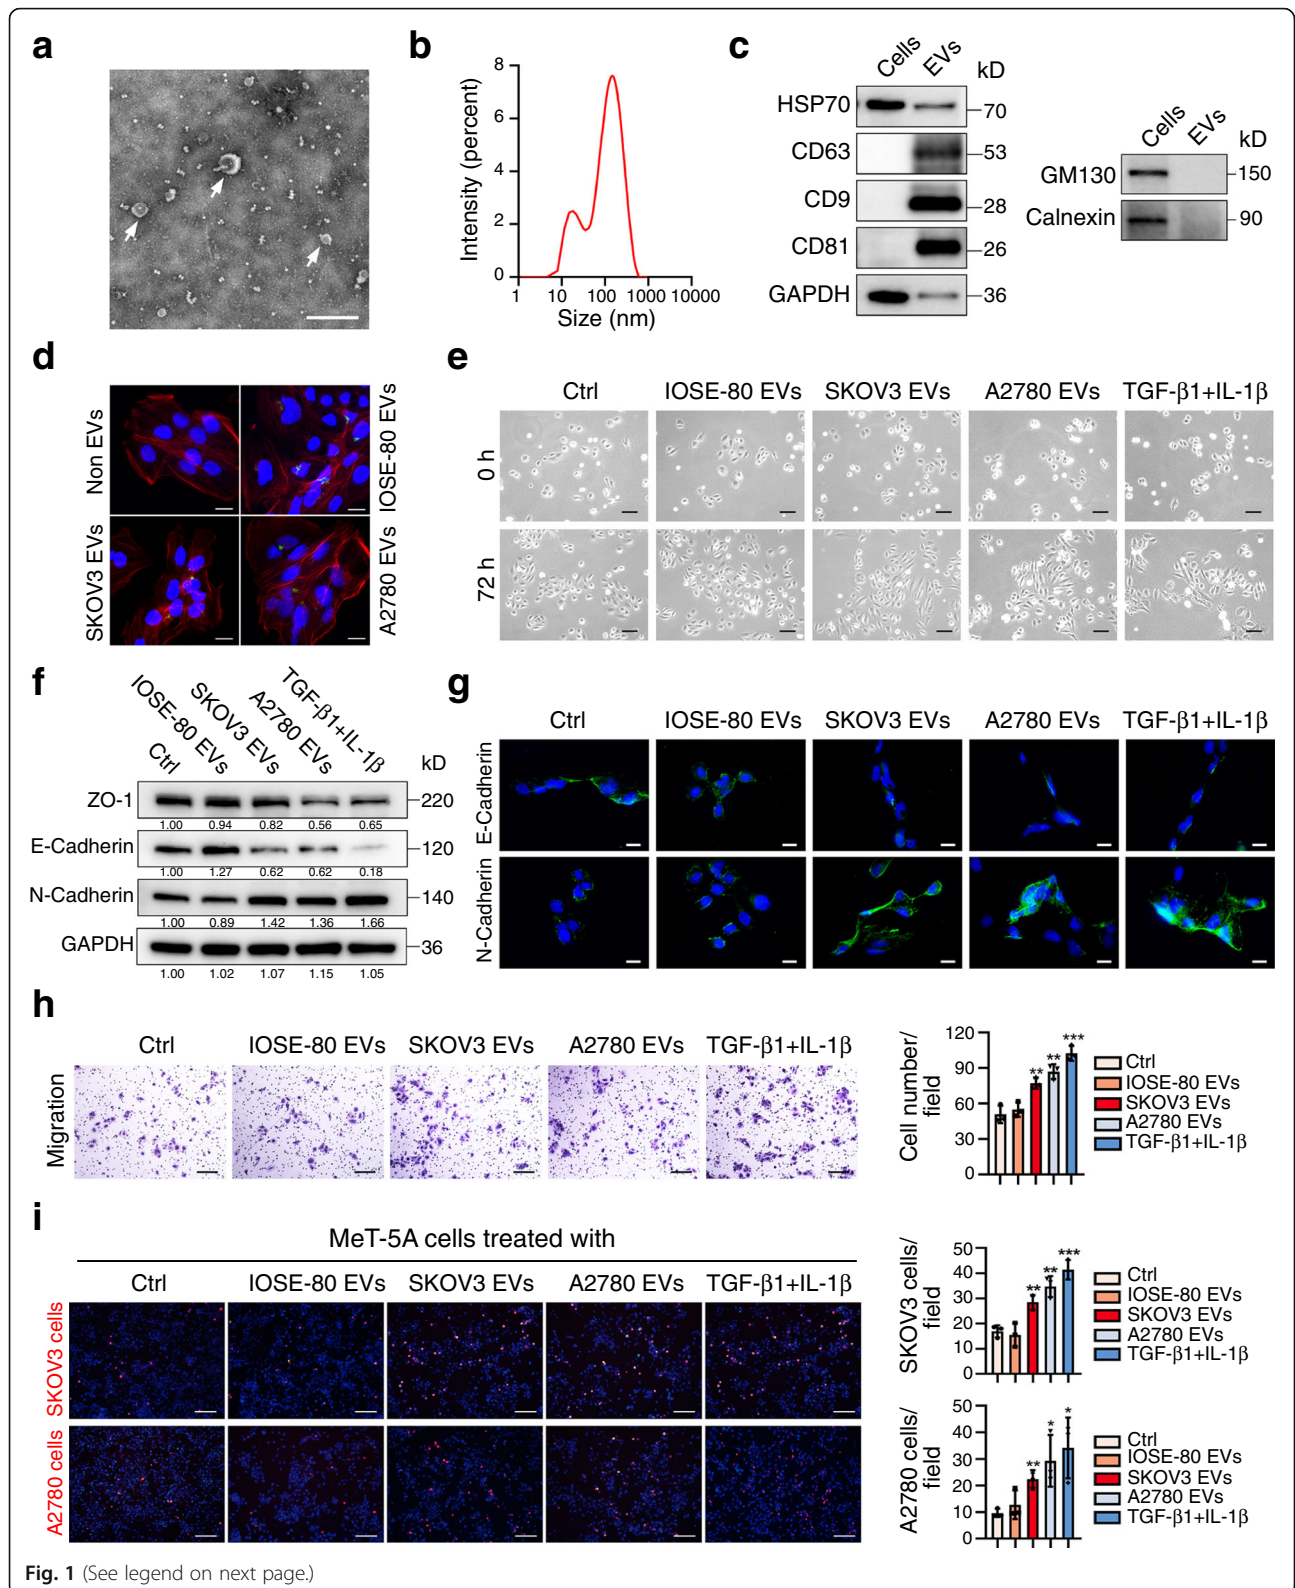 a
b
Intensity (percent)
8
6
4
2
0
1 10 100 1000 10000
Size (nm)
c
Cells EVs kD
HSP70 70
CD63 53
CD9 28
CD81 26
GAPDH 36
Cells EVs kD
GM130 150
Calnexin 90
d
Non EVs
IOSE-80 EVs
SKOV3 EVs
A2780 EVs
e
Ctrl IOSE-80 EVs SKOV3 EVs A2780 EVs TGF-β1+IL-1β
0 h
72 h
f
Ctrl IOSE-80 EVs SKOV3 EVs A2780 EVs TGF-β1+IL-1β kD
ZO-1 220
1.00 0.94 0.82 0.56 0.65
E-Cadherin 120
1.00 1.27 0.62 0.62 0.18
N-Cadherin 140
1.00 0.89 1.42 1.36 1.66
GAPDH 36
1.00 1.02 1.07 1.15 1.05
g
Ctrl IOSE-80 EVs SKOV3 EVs A2780 EVs TGF-β1+IL-1β
E-Cadherin
N-Cadherin
h
Ctrl IOSE-80 EVs SKOV3 EVs A2780 EVs TGF-β1+IL-1β
Migration
Cell number/
field
120
90
60
30
0
** ** ***
Ctrl
IOSE-80 EVs
SKOV3 EVs
A2780 EVs
TGF-β1+IL-1β
i
MeT-5A cells treated with
Ctrl IOSE-80 EVs SKOV3 EVs A2780 EVs TGF-β1+IL-1β
SKOV3 cells
A2780 cells
SKOV3 cells/
field
50
40
30
20
10
0
** ** ***
Ctrl
IOSE-80 EVs
SKOV3 EVs
A2780 EVs
TGF-β1+IL-1β
A2780 cells/
field
50
40
30
20
10
0
** * *
Ctrl
IOSE-80 EVs
SKOV3 EVs
A2780 EVs
TGF-β1+IL-1β
Fig. 1 (See legend on next page.)